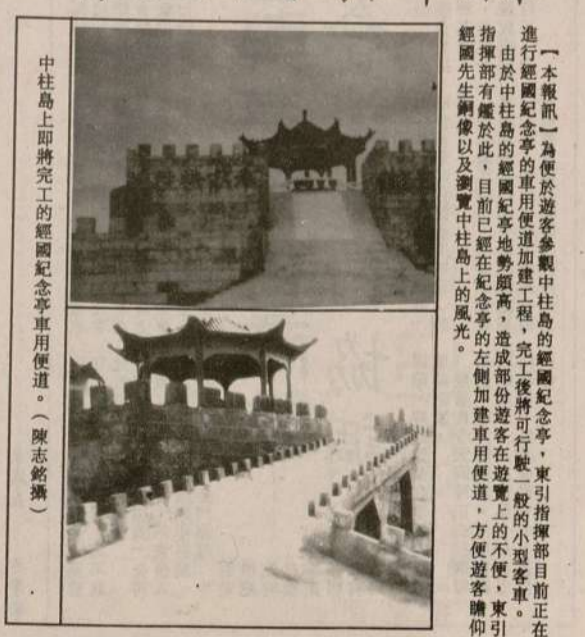 【本報訊】為便於遊客參觀中柱島的經國紀念亭，東引指揮部目前正在
進行經國紀念亭的車用便道加建工程，完工後將可行駛一般的小型客車。
由於中柱島的經國紀亭地勢頗高，造成部份遊客在遊覽上的不便，東引
指揮部有鑑於此，目前已經在紀念亭的左側加建車用便道，方便遊客瞻仰
經國先生銅像以及瀏覽中柱島上的風光。
中柱島上即將完工的經國紀念亭車用便道。（陳志銘攝）